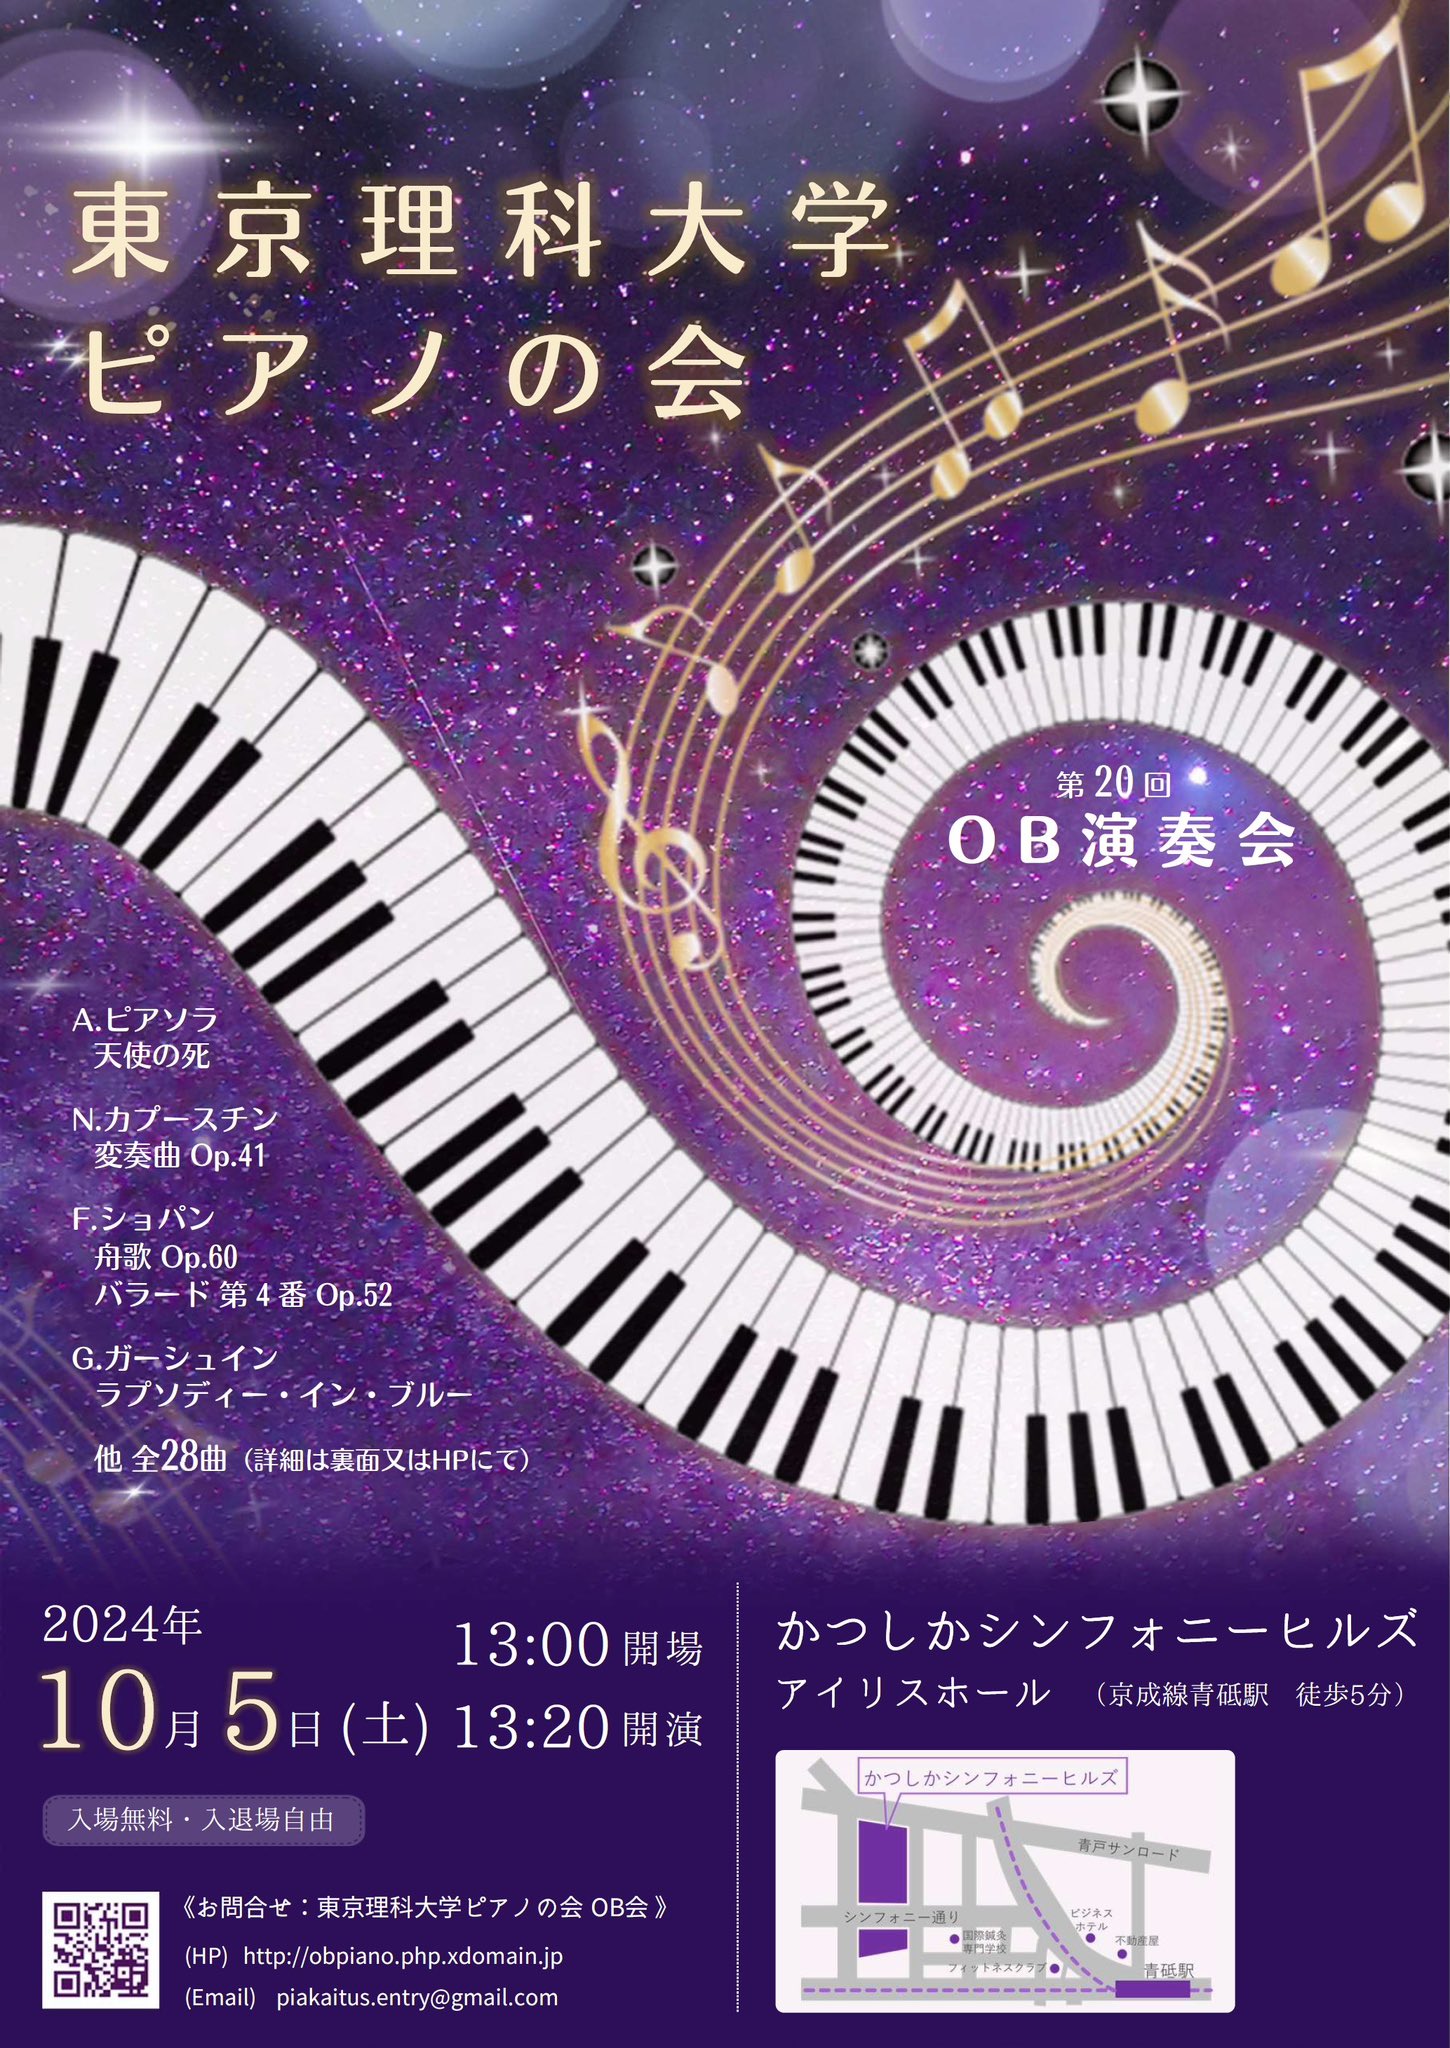 東京理科大学
ピアノの会
第20回
OB演奏会
A.ピアソラ
天使の死
N.カプースチン
変奏曲 Op.41
F.ショパン
舟歌 Op.60
バラード 第4番 Op.52
G.ガーシュイン
ラプソディー・イン・ブルー
他 全28曲（詳細は裏面又はHPにて）
2024年
10月5日(土)
13:00 開場
13:20 開演
入場無料・入退場自由
《お問合せ：東京理科大学ピアノの会 OB会》
(HP) http://obpiano.php.xdomain.jp
(Email) piakaitus.entry@gmail.com
かつしかシンフォニーヒルズ
アイリスホール （京成線青砥駅 徒歩5分）
かつしかシンフォニーヒルズ
青戸サンロード
シンフォニー通り
国際鍼灸
専門学校
フィットネスクラブ
ビジネス
ホテル
不動産屋
青砥駅